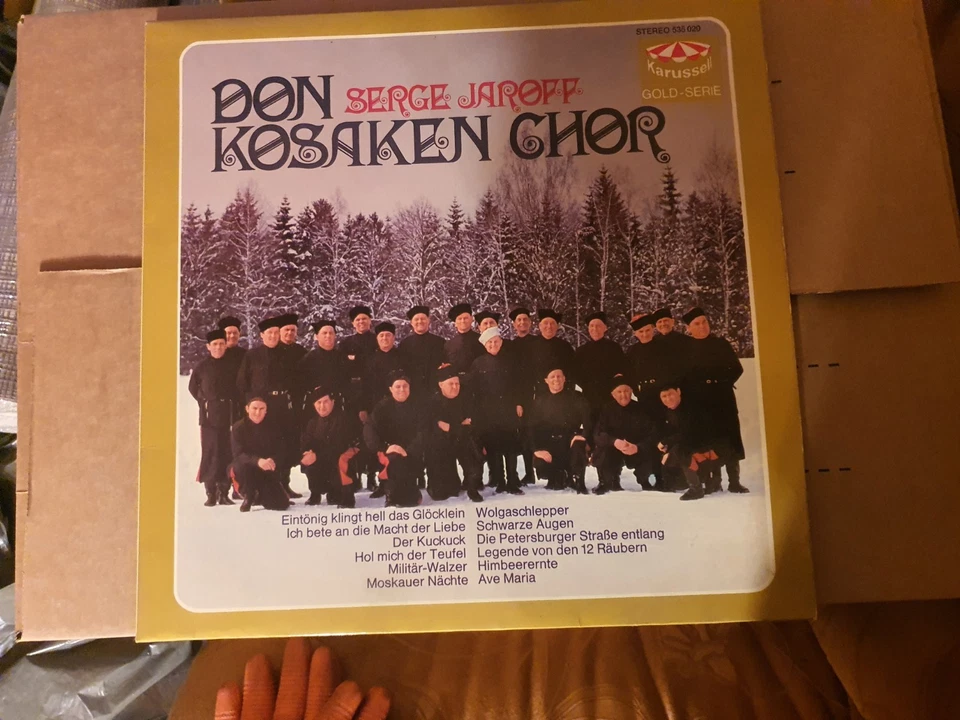 STEREO 535 020
Karussell
GOLD-SERIE
DON SERGE JAROFF
KOSAKEN CHOR
Eintönig klingt hell das Glöcklein
Ich bete an die Macht der Liebe
Der Kuckuck
Hol mich der Teufel
Militär-Walzer
Moskauer Nächte
Wolgaschlepper
Schwarze Augen
Die Petersburger Straße entlang
Legende von den 12 Räubern
Himbeerernte
Ave Maria